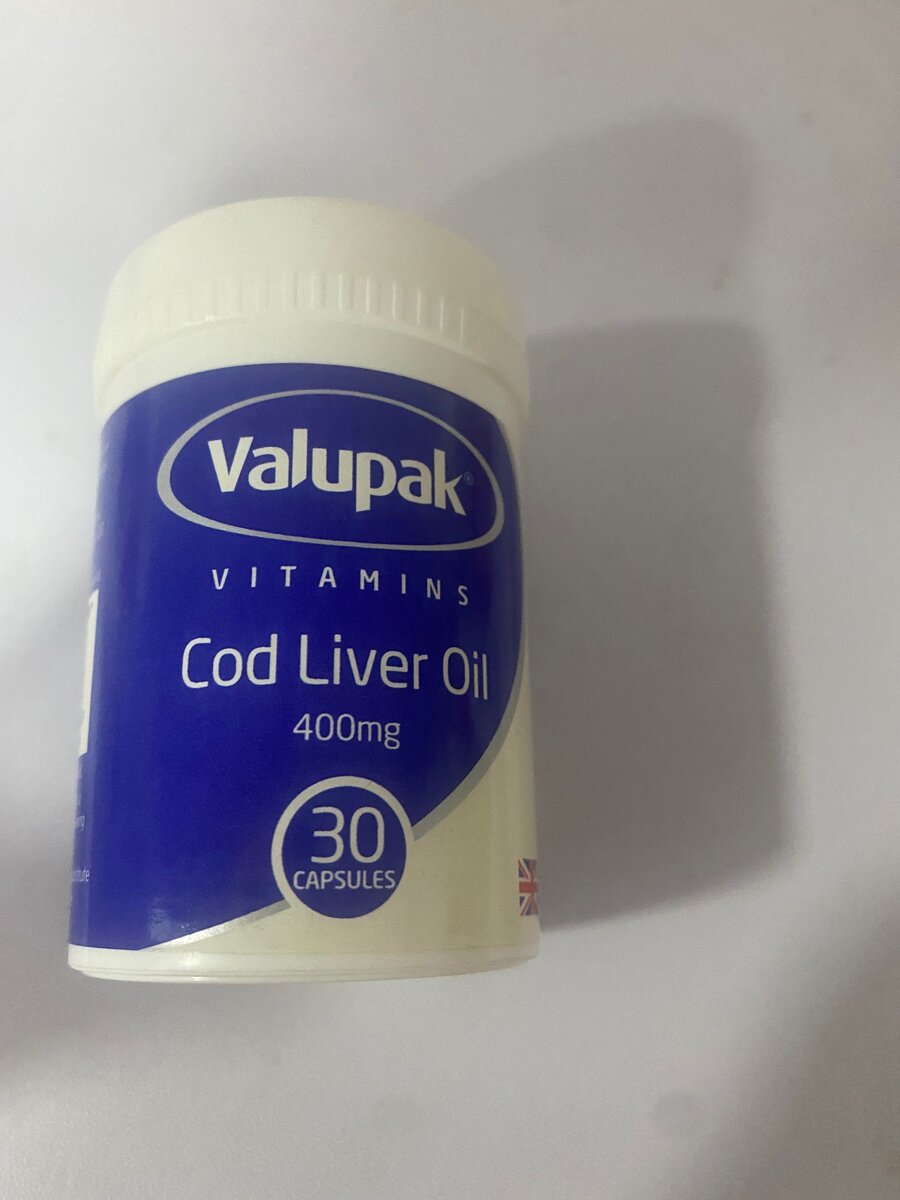 Valupak®
VITAMINS
Cod Liver Oil
400mg
30
CAPSULES